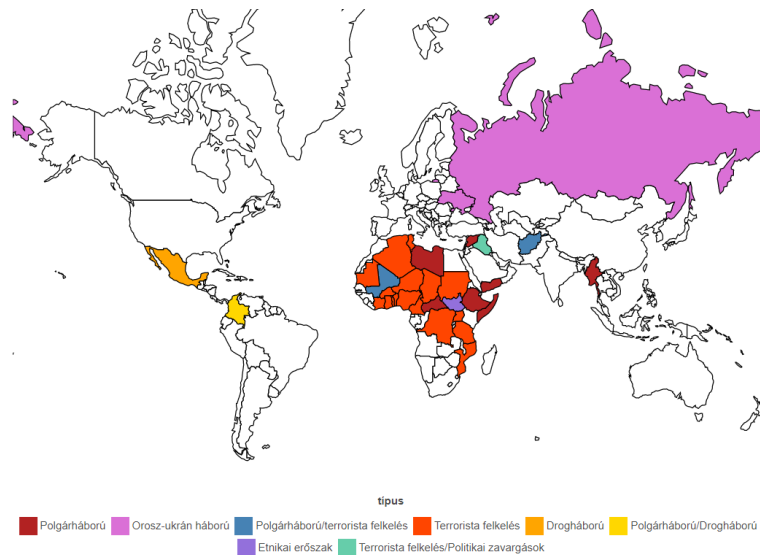 típus
Polgárháború Orosz-ukrán háború Polgárháború/terrorista felkelés Terrorista felkelés Drogháború Polgárháború/Drogháború
Etnikai erőszak Terrorista felkelés/Politikai zavargások